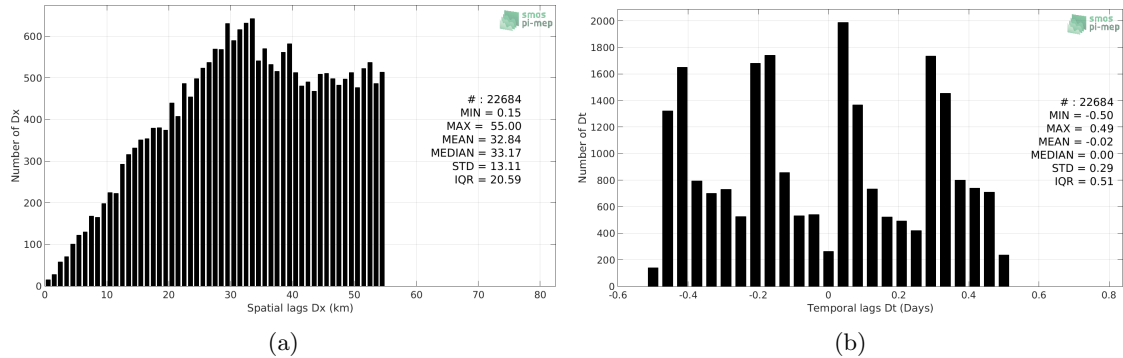 smos
pi-mep
600
500
400
300
200
100
0
Number of Dx
# : 22684
MIN = 0.15
MAX = 55.00
MEAN = 32.84
MEDIAN = 33.17
STD = 13.11
IQR = 20.59
0 10 20 30 40 50 60 70 80
Spatial lags Dx (km)
(a)
smos
pi-mep
2000
1800
1600
1400
1200
1000
800
600
400
200
0
Number of Dt
# : 22684
MIN = -0.50
MAX = 0.49
MEAN = -0.02
MEDIAN = 0.00
STD = 0.29
IQR = 0.51
-0.6 -0.4 -0.2 0 0.2 0.4 0.6 0.8
Temporal lags Dt (Days)
(b)